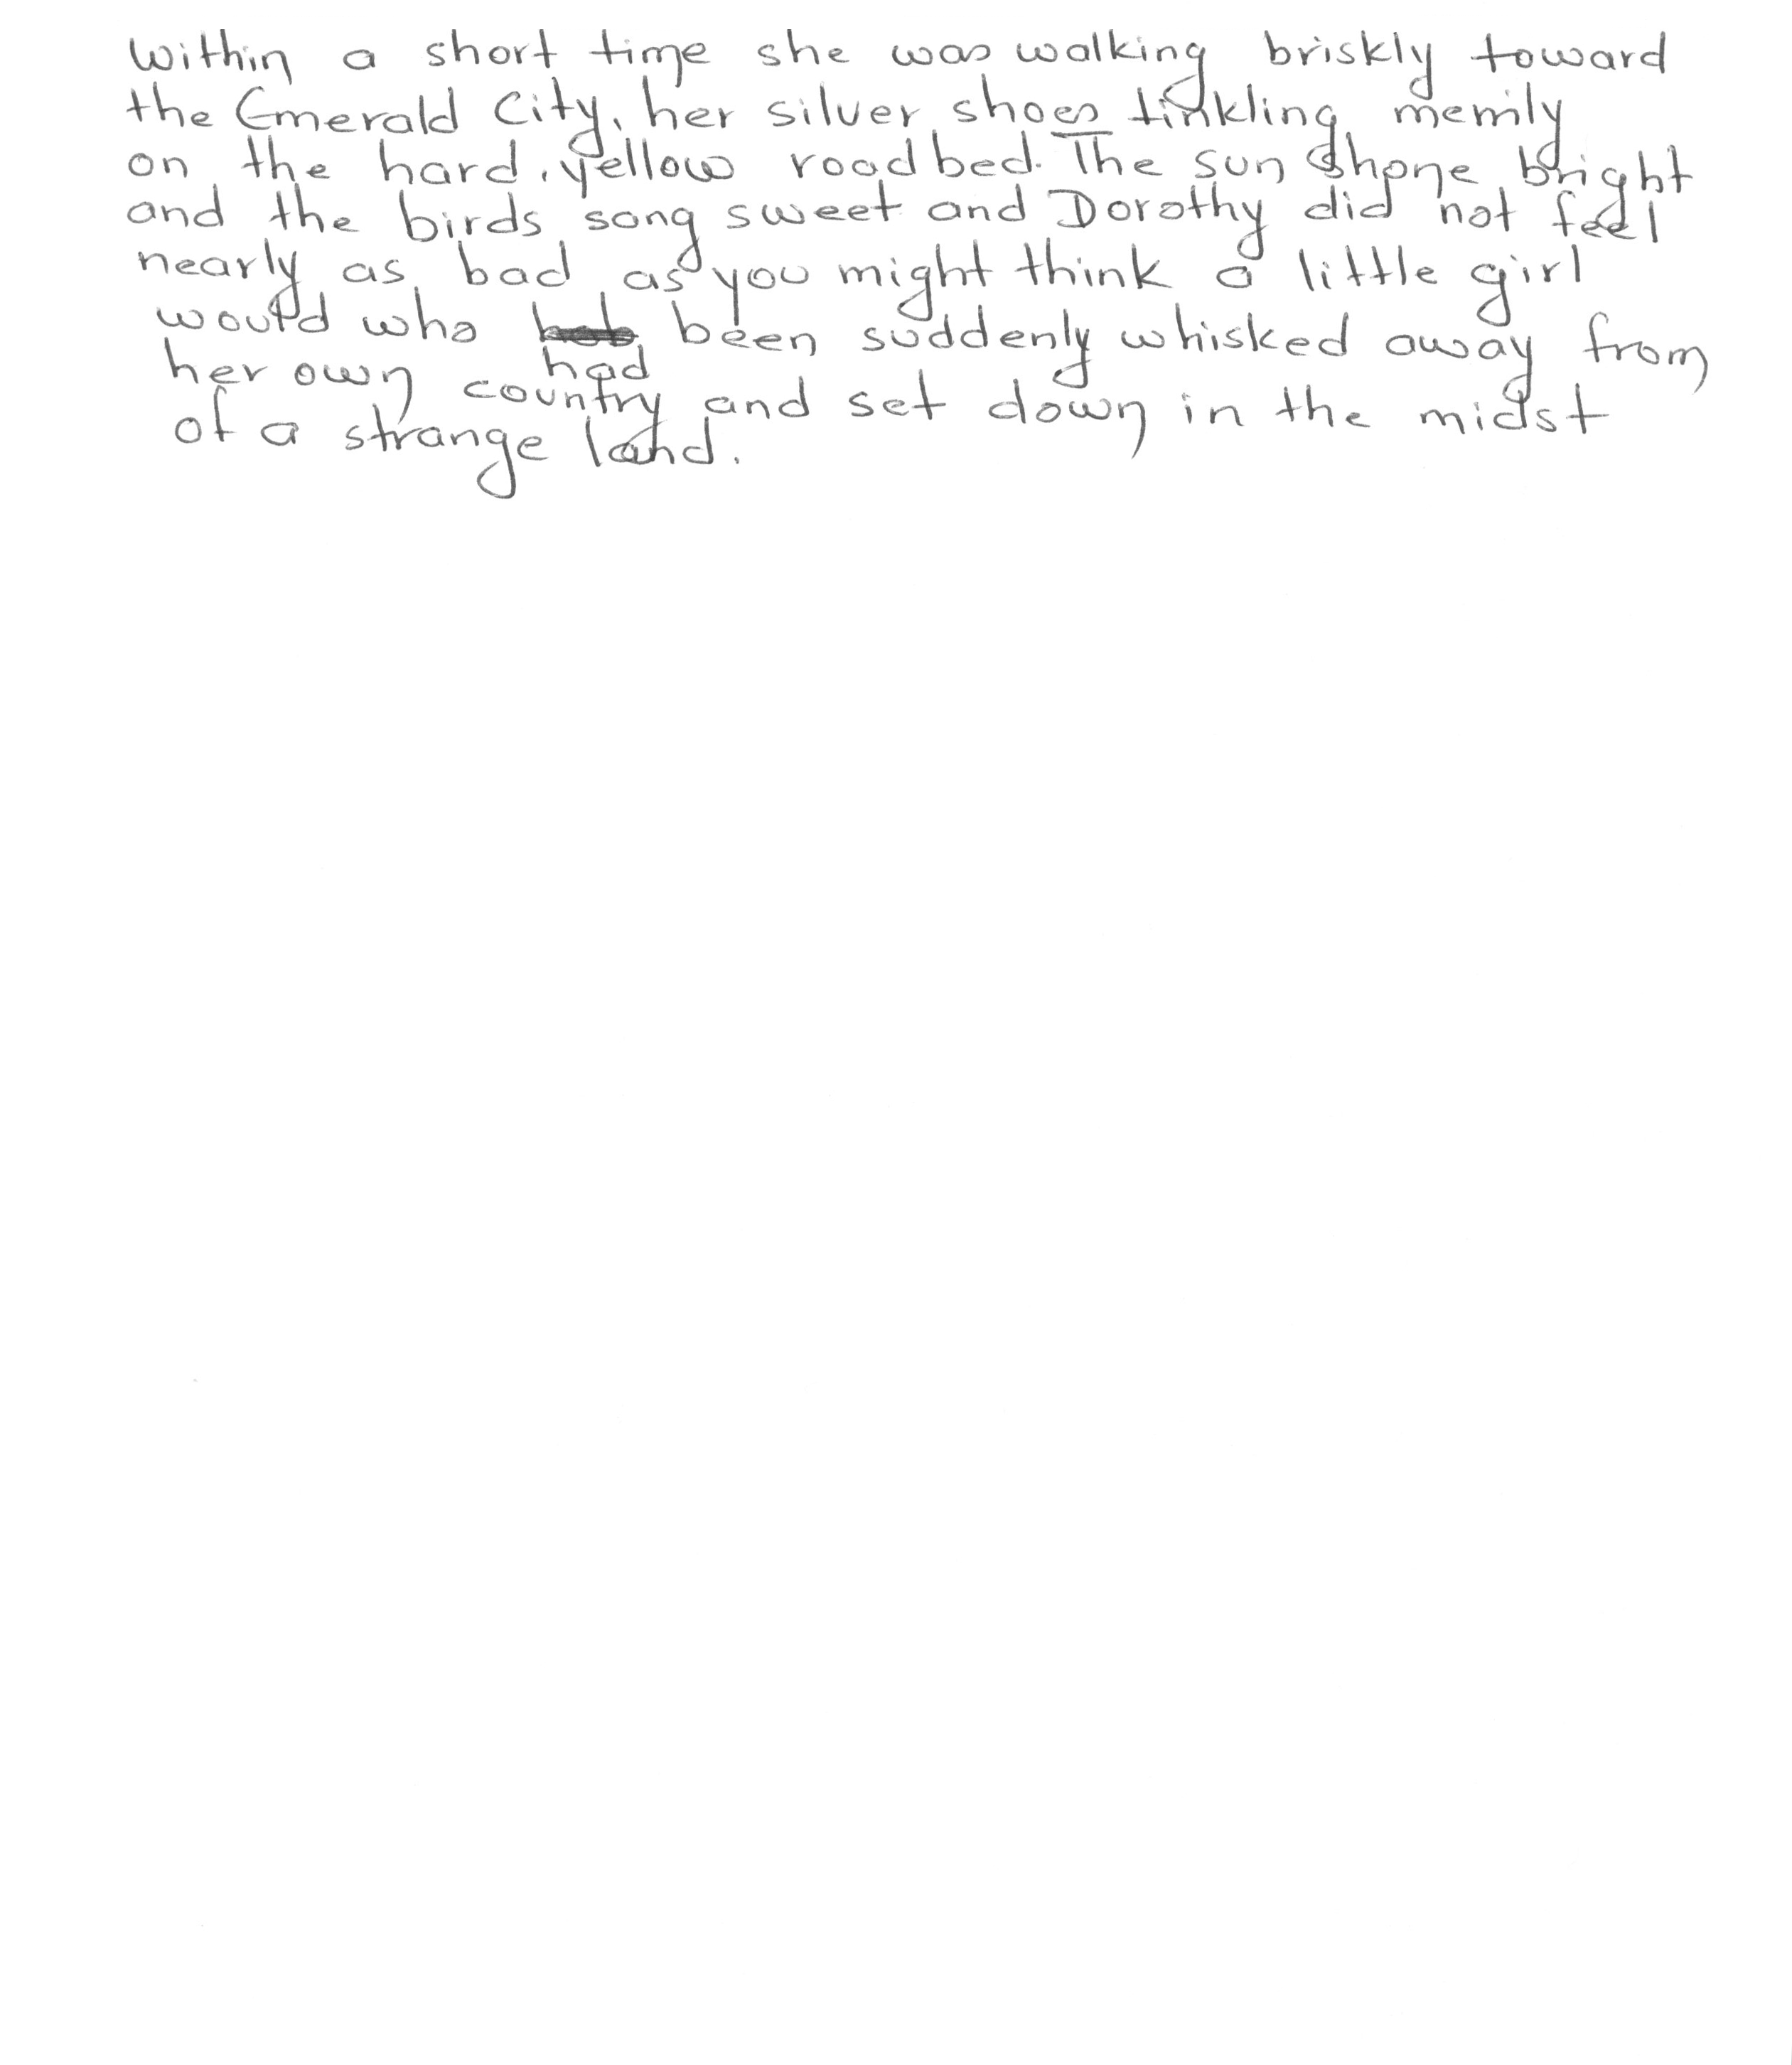 Within a short time she was walking briskly toward
the Emerald City, her silver shoes tinkling merrily
on the hard, yellow roadbed. The sun shone bright
and the birds song sweet and Dorothy did not feel
nearly as bad as you might think a little girl
would who had been suddenly whisked away from
her own country and set down in the midst
of a strange land.